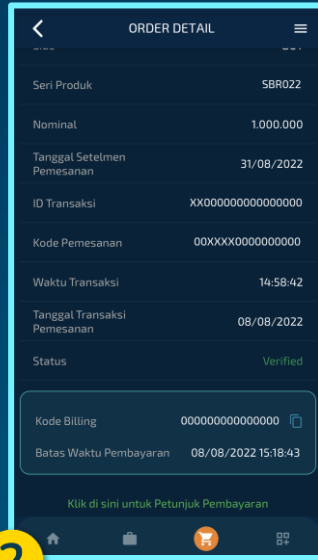 ORDER DETAIL
Seri Produk SBR022
Nominal 1.000.000
Tanggal Setelmen
Pemesanan 31/08/2022
ID Transaksi XX000000000000000
Kode Pemesanan 00XXXX0000000000
Waktu Transaksi 14:58:42
Tanggal Transaksi
Pemesanan 08/08/2022
Status Verified
Kode Billing 000000000000000
Batas Waktu Pembayaran 08/08/2022 15:18:43
Klik di sini untuk Petunjuk Pembayaran
2